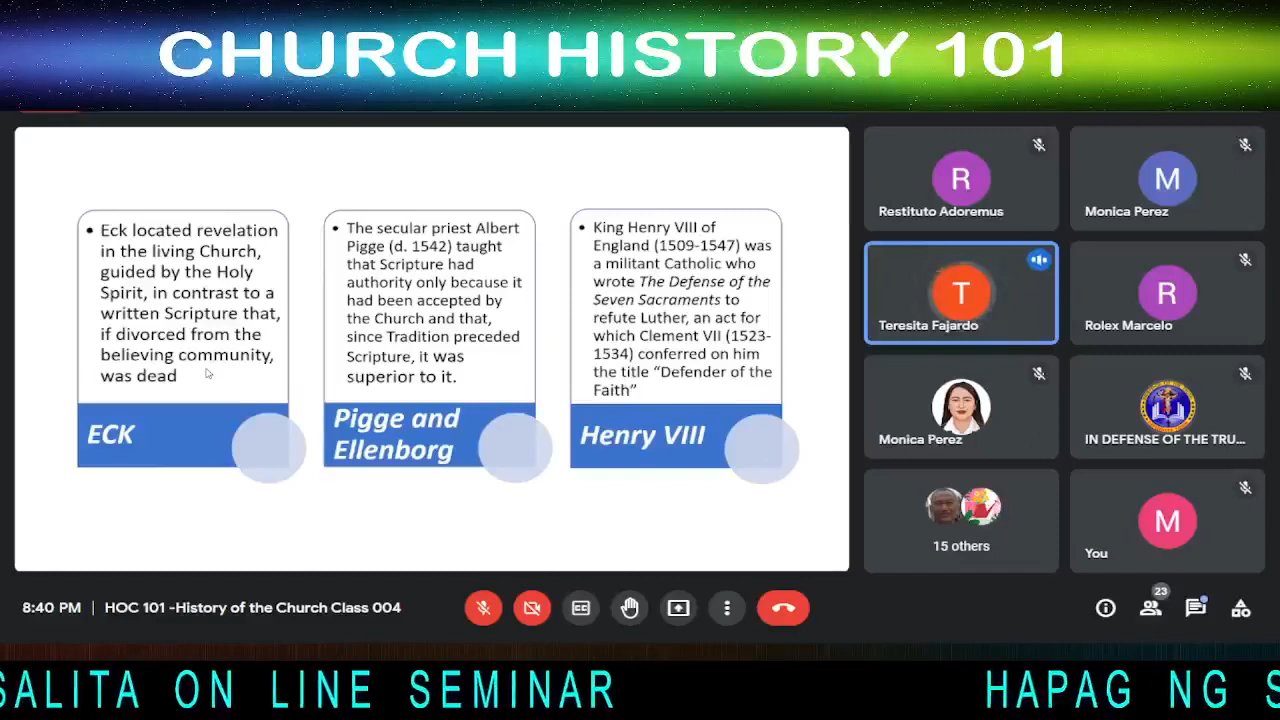 CHURCH HISTORY 101
• Eck located revelation
in the living Church,
guided by the Holy
Spirit, in contrast to a
written Scripture that,
if divorced from the
believing community,
was dead
ECK
• The secular priest Albert
Pigge (d. 1542) taught
that Scripture had
authority only because it
had been accepted by
the Church and that,
since Tradition preceded
Scripture, it was
superior to it.
Pigge and
Ellenborg
• King Henry VIII of
England (1509-1547) was
a militant Catholic who
wrote The Defense of the
Seven Sacraments to
refute Luther, an act for
which Clement VII (1523-
1534) conferred on him
the title “Defender of the
Faith”
Henry VIII
R
Restituto Adoremus
M
Monica Perez
T
Teresita Fajardo
R
Rolex Marcelo
Monica Perez
IN DEFENSE OF THE TRU...
15 others
M
You
8:40 PM | HOC 101 -History of the Church Class 004
CC
23
SALITA ON LINE SEMINAR
HAPAG NG S